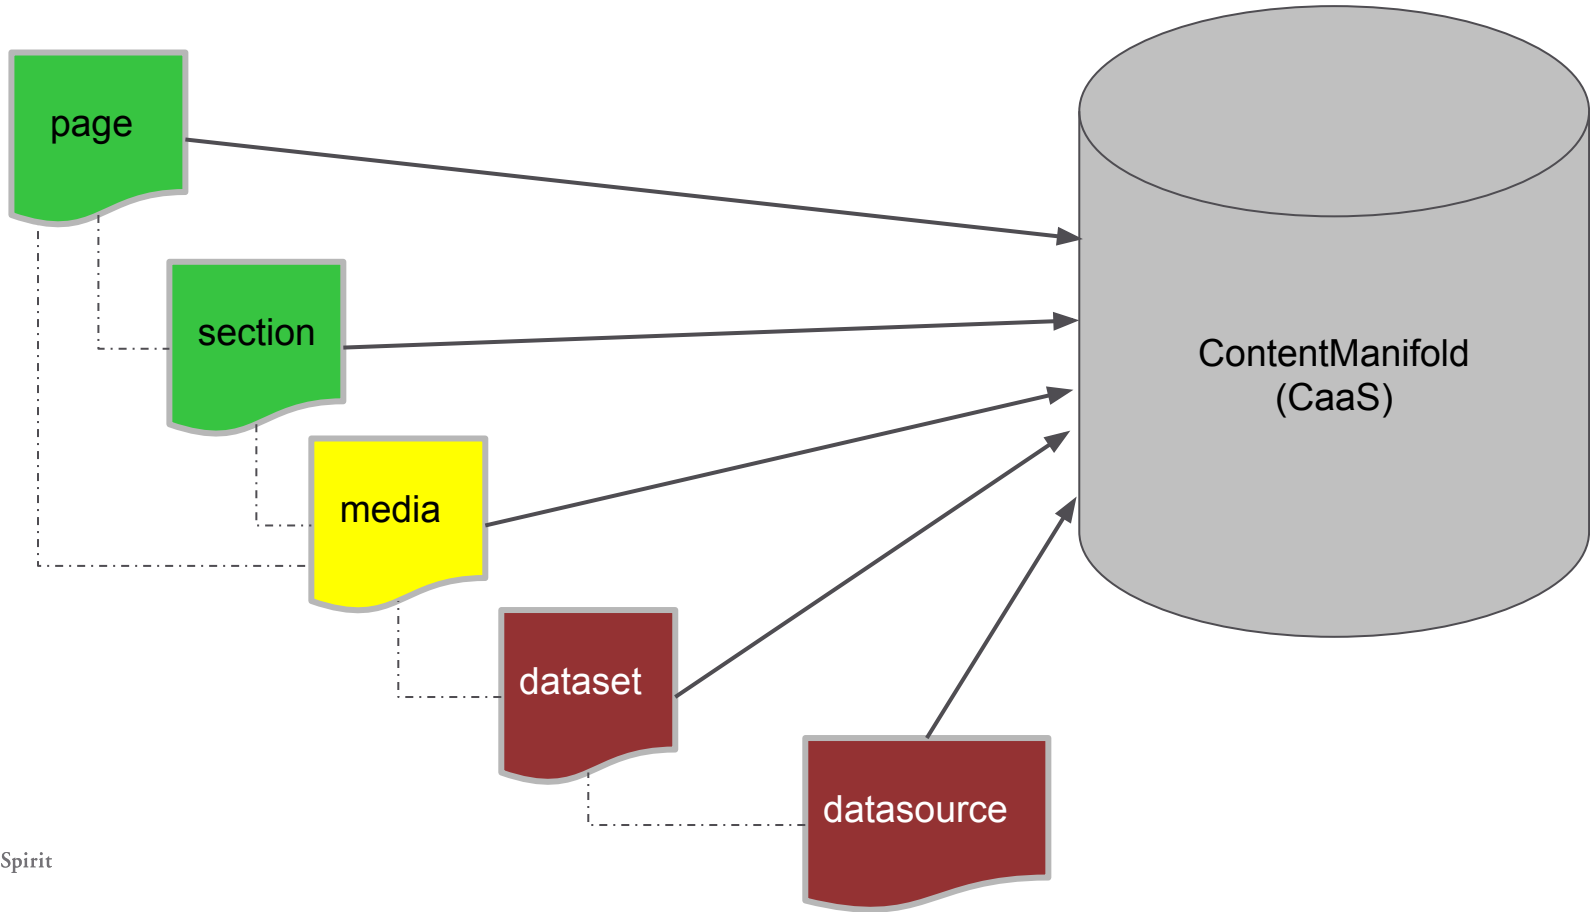 page
section
ContentManifold
(CaaS)
media
dataset
datasource
Spirit